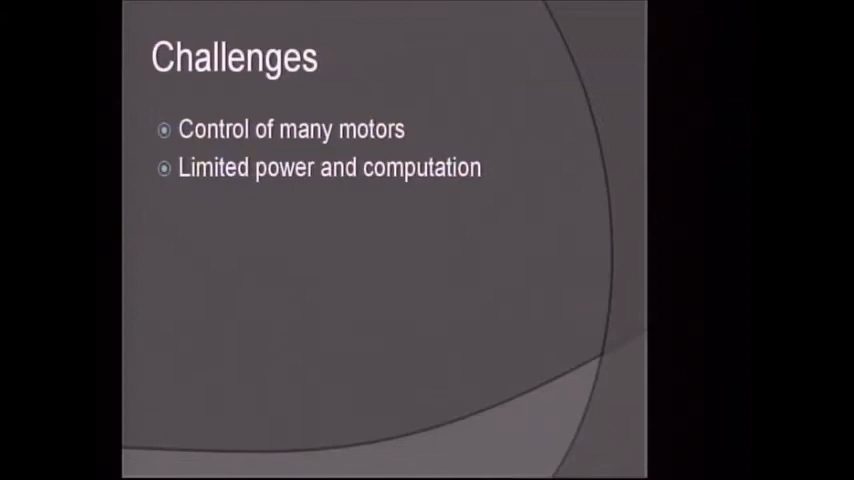 Challenges
Control of many motors
Limited power and computation